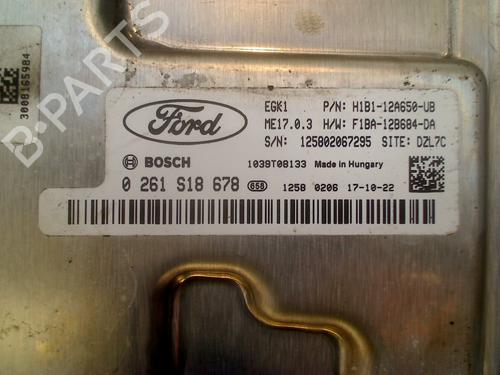 3008165984
B-PARTS
Ford
EGK1 P/N: H1B1-12A650-UB
ME17.0.3 H/W: F1BA-12B684-DA
S/N: 125802067295 SITE: DZL7C
BOSCH 1039T08133 Made in Hungary
0 261 S18 678 858 1258 0206 17-10-22